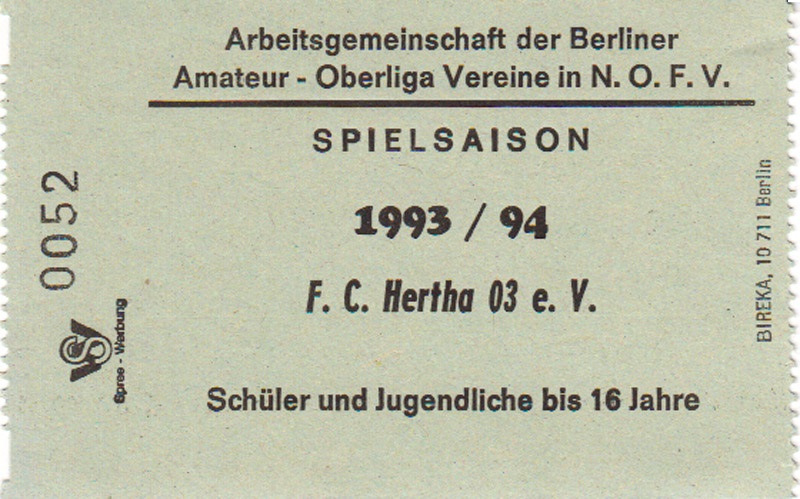 Arbeitsgemeinschaft der Berliner
Amateur - Oberliga Vereine in N. O. F. V.
SPIELSAISON
1993 / 94
F. C. Hertha 03 e. V.
Schüler und Jugendliche bis 16 Jahre
0052
Spree - Werbung
BIREKA, 10 711 Berlin